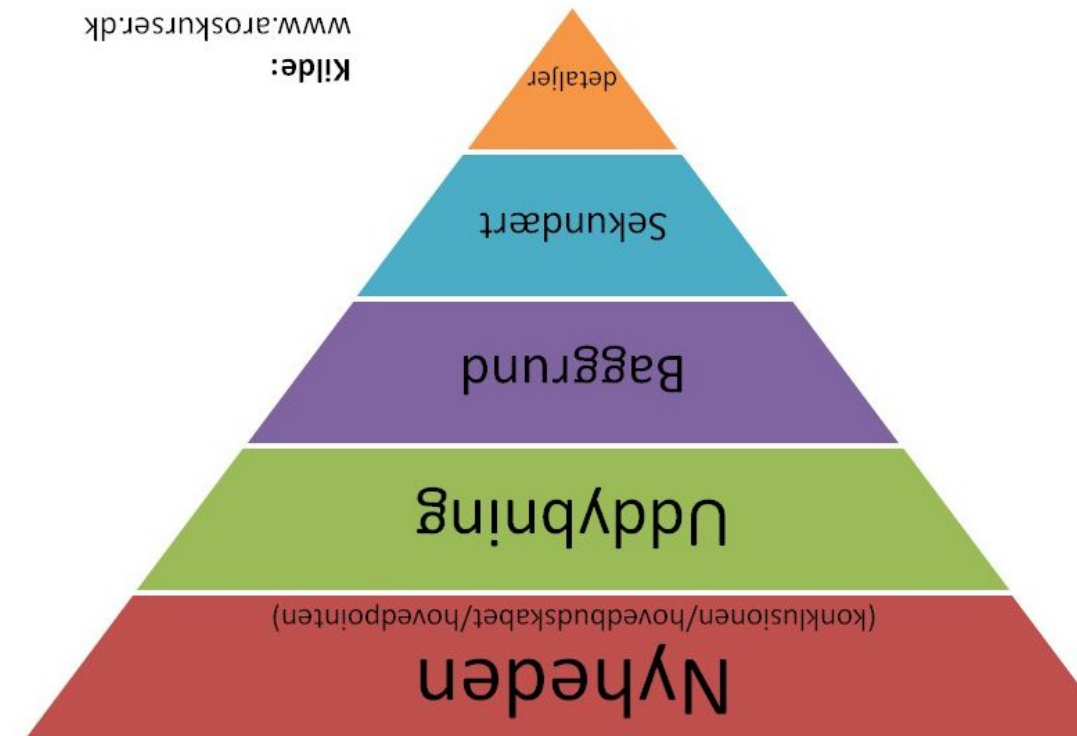 Nyheden
(konklusionen/hovedbudskabet/hovedpointen)
Uddybning
Baggrund
Sekundært
detaljer
Kilde:
www.aroskurser.dk